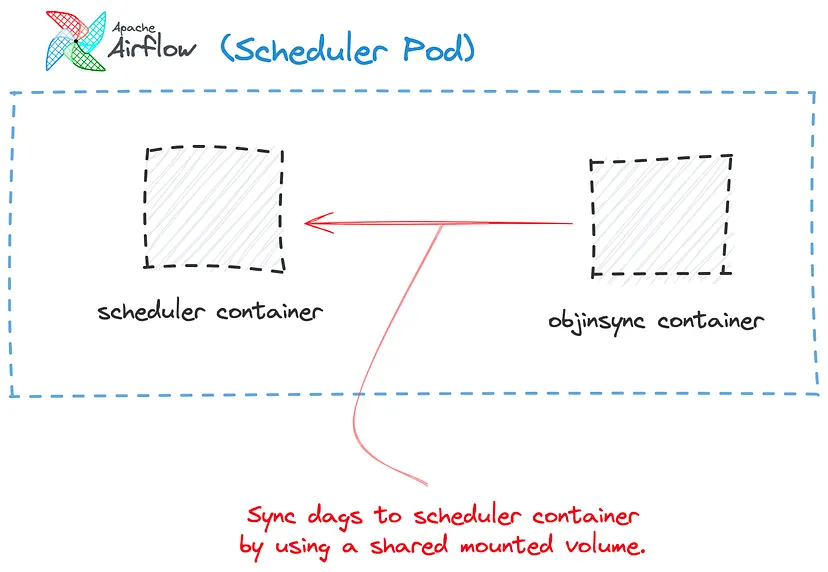 Apache
Airflow (Scheduler Pod)
scheduler container
objinsync container
Sync dags to scheduler container
by using a shared mounted volume.